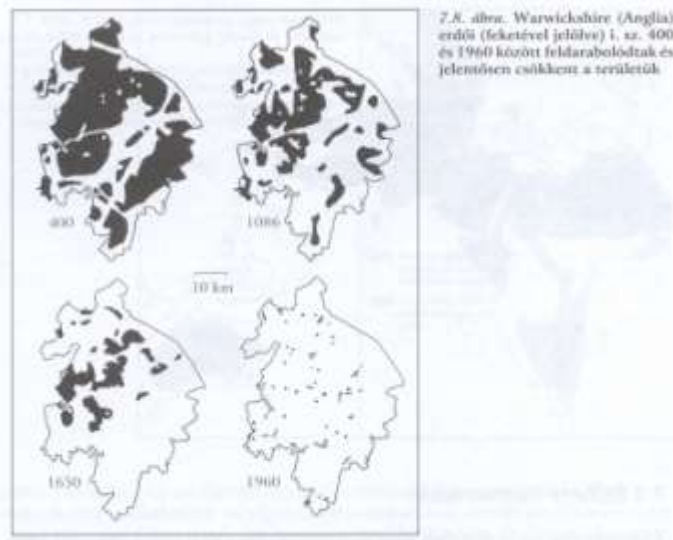 7.8. ábra. Warwickshire (Anglia)
erdői (feketével jelölve) i. sz. 400
és 1960 között feldarabolódtak és
jelentősen csökkent a területük
400
1086
10 km
1650
1960